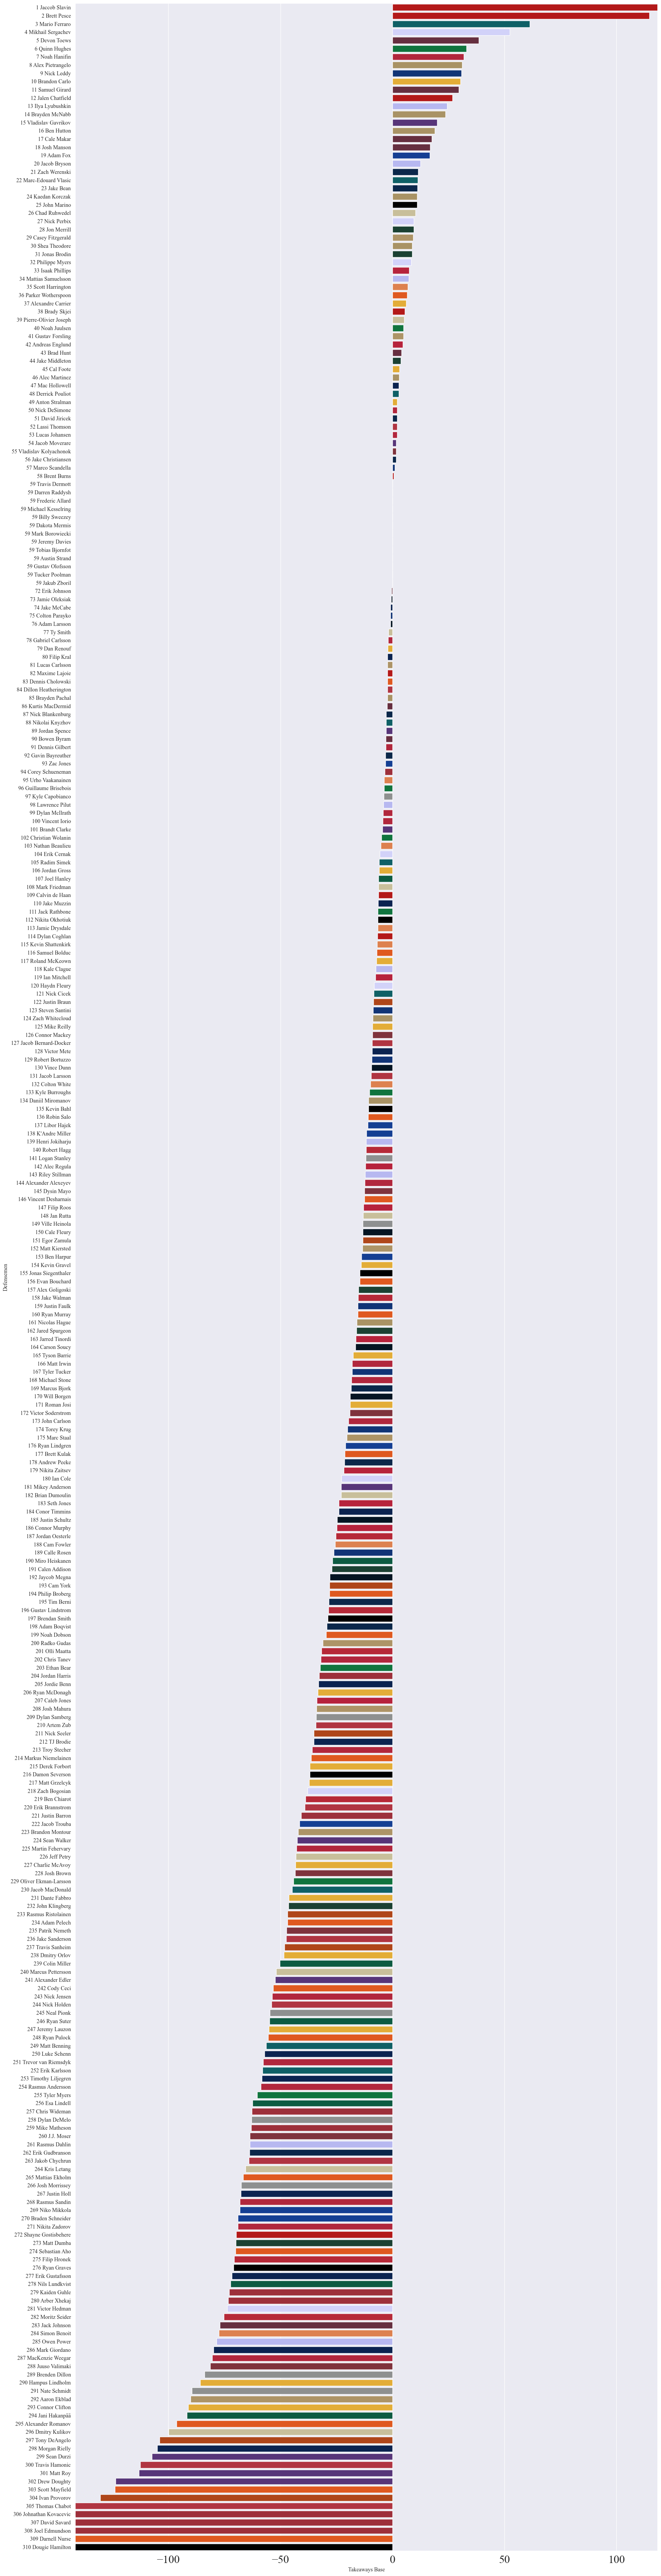 1 Jaccob Slavin
2 Brett Pesce
3 Mario Ferraro
4 Mikhail Sergachev
5 Devon Toews
6 Quinn Hughes
7 Noah Hanifin
8 Alex Pietrangelo
9 Nick Leddy
10 Brandon Carlo
11 Samuel Girard
12 Jalen Chatfield
13 Ilya Lyubushkin
14 Brayden McNabb
15 Vladislav Gavrikov
16 Ben Hutton
17 Cale Makar
18 Josh Manson
19 Adam Fox
20 Jacob Bryson
21 Zach Werenski
22 Marc-Edouard Vlasic
23 Jake Bean
24 Kaedan Korczak
25 John Marino
26 Chad Ruhwedel
27 Nick Perbix
28 Jon Merrill
29 Casey Fitzgerald
30 Shea Theodore
31 Jonas Brodin
32 Philippe Myers
33 Isaak Phillips
34 Mattias Samuelsson
35 Scott Harrington
36 Parker Wotherspoon
37 Alexandre Carrier
38 Brady Skjei
39 Pierre-Olivier Joseph
40 Noah Juulsen
41 Gustav Forsling
42 Andreas Englund
43 Brad Hunt
44 Jake Middleton
45 Cal Foote
46 Alec Martinez
47 Mac Hollowell
48 Derrick Pouliot
49 Anton Stralman
50 Nick DeSimone
51 David Jiricek
52 Lassi Thomson
53 Lucas Johansen
54 Jacob Moverare
55 Vladislav Kolyachonok
56 Jake Christiansen
57 Marco Scandella
58 Brent Burns
59 Travis Dermott
59 Darren Raddysh
59 Frederic Allard
59 Michael Kesselring
59 Billy Sweezey
59 Dakota Mermis
59 Mark Borowiecki
59 Jeremy Davies
59 Tobias Bjornfot
59 Austin Strand
59 Gustav Olofsson
59 Tucker Poolman
59 Jakub Zboril
72 Erik Johnson
73 Jamie Oleksiak
74 Jake McCabe
75 Colton Parayko
76 Adam Larsson
77 Ty Smith
78 Gabriel Carlsson
79 Dan Renouf
80 Filip Kral
81 Lucas Carlsson
82 Maxime Lajoie
83 Dennis Cholowski
84 Dillon Heatherington
85 Brayden Pachal
86 Kurtis MacDermid
87 Nick Blankenburg
88 Nikolai Knyzhov
89 Jordan Spence
90 Bowen Byram
91 Dennis Gilbert
92 Gavin Bayreuther
93 Zac Jones
94 Corey Schueneman
95 Urho Vaakanainen
96 Guillaume Brisebois
97 Kyle Capobianco
98 Lawrence Pilut
99 Dylan McIlrath
100 Vincent Iorio
101 Brandt Clarke
102 Christian Wolanin
103 Nathan Beaulieu
104 Erik Cernak
105 Radim Simek
106 Jordan Gross
107 Joel Hanley
108 Mark Friedman
109 Calvin de Haan
110 Jake Muzzin
111 Jack Rathbone
112 Nikita Okhotiuk
113 Jamie Drysdale
114 Dylan Coghlan
115 Kevin Shattenkirk
116 Samuel Bolduc
117 Roland McKeown
118 Kale Clague
119 Ian Mitchell
120 Haydn Fleury
121 Nick Cicek
122 Justin Braun
123 Steven Santini
124 Zach Whitecloud
125 Mike Reilly
126 Connor Mackey
127 Jacob Bernard-Docker
128 Victor Mete
129 Robert Bortuzzo
130 Vince Dunn
131 Jacob Larsson
132 Colton White
133 Kyle Burroughs
134 Daniil Miromanov
135 Kevin Bahl
136 Robin Salo
137 Libor Hajek
138 K'Andre Miller
139 Henri Jokiharju
140 Robert Hagg
141 Logan Stanley
142 Alec Regula
143 Riley Stillman
144 Alexander Alexeyev
145 Dysin Mayo
146 Vincent Desharnais
147 Filip Roos
148 Jan Rutta
149 Ville Heinola
150 Cale Fleury
151 Egor Zamula
152 Matt Kiersted
153 Ben Harpur
154 Kevin Gravel
155 Jonas Siegenthaler
156 Evan Bouchard
157 Alex Goligoski
158 Jake Walman
159 Justin Faulk
160 Ryan Murray
161 Nicolas Hague
162 Jared Spurgeon
163 Jarred Tinordi
164 Carson Soucy
165 Tyson Barrie
166 Matt Irwin
167 Tyler Tucker
168 Michael Stone
169 Marcus Bjork
170 Will Borgen
171 Roman Josi
172 Victor Soderstrom
173 John Carlson
174 Torey Krug
175 Marc Staal
176 Ryan Lindgren
177 Brett Kulak
178 Andrew Peeke
179 Nikita Zaitsev
180 Ian Cole
181 Mikey Anderson
182 Brian Dumoulin
183 Seth Jones
184 Conor Timmins
185 Justin Schultz
186 Connor Murphy
187 Jordan Oesterle
188 Cam Fowler
189 Calle Rosen
190 Miro Heiskanen
191 Calen Addison
192 Jaycob Megna
193 Cam York
194 Philip Broberg
195 Tim Berni
196 Gustav Lindstrom
197 Brendan Smith
198 Adam Boqvist
199 Noah Dobson
200 Radko Gudas
201 Olli Maatta
202 Chris Tanev
203 Ethan Bear
204 Jordan Harris
205 Jordie Benn
206 Ryan McDonagh
207 Caleb Jones
208 Josh Mahura
209 Dylan Samberg
210 Artem Zub
211 Nick Seeler
212 TJ Brodie
213 Troy Stecher
214 Markus Niemelainen
215 Derek Forbort
216 Damon Severson
217 Matt Grzelcyk
218 Zach Bogosian
219 Ben Chiarot
220 Erik Brannstrom
221 Justin Barron
222 Jacob Trouba
223 Brandon Montour
224 Sean Walker
225 Martin Fehervary
226 Jeff Petry
227 Charlie McAvoy
228 Josh Brown
229 Oliver Ekman-Larsson
230 Jacob MacDonald
231 Dante Fabbro
232 John Klingberg
233 Rasmus Ristolainen
234 Adam Pelech
235 Patrik Nemeth
236 Jake Sanderson
237 Travis Sanheim
238 Dmitry Orlov
239 Colin Miller
240 Marcus Pettersson
241 Alexander Edler
242 Cody Ceci
243 Nick Jensen
244 Nick Holden
245 Neal Pionk
246 Ryan Suter
247 Jeremy Lauzon
248 Ryan Pulock
249 Matt Benning
250 Luke Schenn
251 Trevor van Riemsdyk
252 Erik Karlsson
253 Timothy Liljegren
254 Rasmus Andersson
255 Tyler Myers
256 Esa Lindell
257 Chris Wideman
258 Dylan DeMelo
259 Mike Matheson
260 J.J. Moser
261 Rasmus Dahlin
262 Erik Gudbranson
263 Jakob Chychrun
264 Kris Letang
265 Mattias Ekholm
266 Josh Morrissey
267 Justin Holl
268 Rasmus Sandin
269 Niko Mikkola
270 Braden Schneider
271 Nikita Zadorov
272 Shayne Gostisbehere
273 Matt Dumba
274 Sebastian Aho
275 Filip Hronek
276 Ryan Graves
277 Erik Gustafsson
278 Nils Lundkvist
279 Kaiden Guhle
280 Arber Xhekaj
281 Victor Hedman
282 Moritz Seider
283 Jack Johnson
284 Simon Benoit
285 Owen Power
286 Mark Giordano
287 MacKenzie Weegar
288 Juuso Valimaki
289 Brenden Dillon
290 Hampus Lindholm
291 Nate Schmidt
292 Aaron Ekblad
293 Connor Clifton
294 Jani Hakanpää
295 Alexander Romanov
296 Dmitry Kulikov
297 Tony DeAngelo
298 Morgan Rielly
299 Sean Durzi
300 Travis Hamonic
301 Matt Roy
302 Drew Doughty
303 Scott Mayfield
304 Ivan Provorov
305 Thomas Chabot
306 Johnathan Kovacevic
307 David Savard
308 Joel Edmundson
309 Darnell Nurse
310 Dougie Hamilton
Defensemen
−100 −50 0 50 100
Takeaways Base